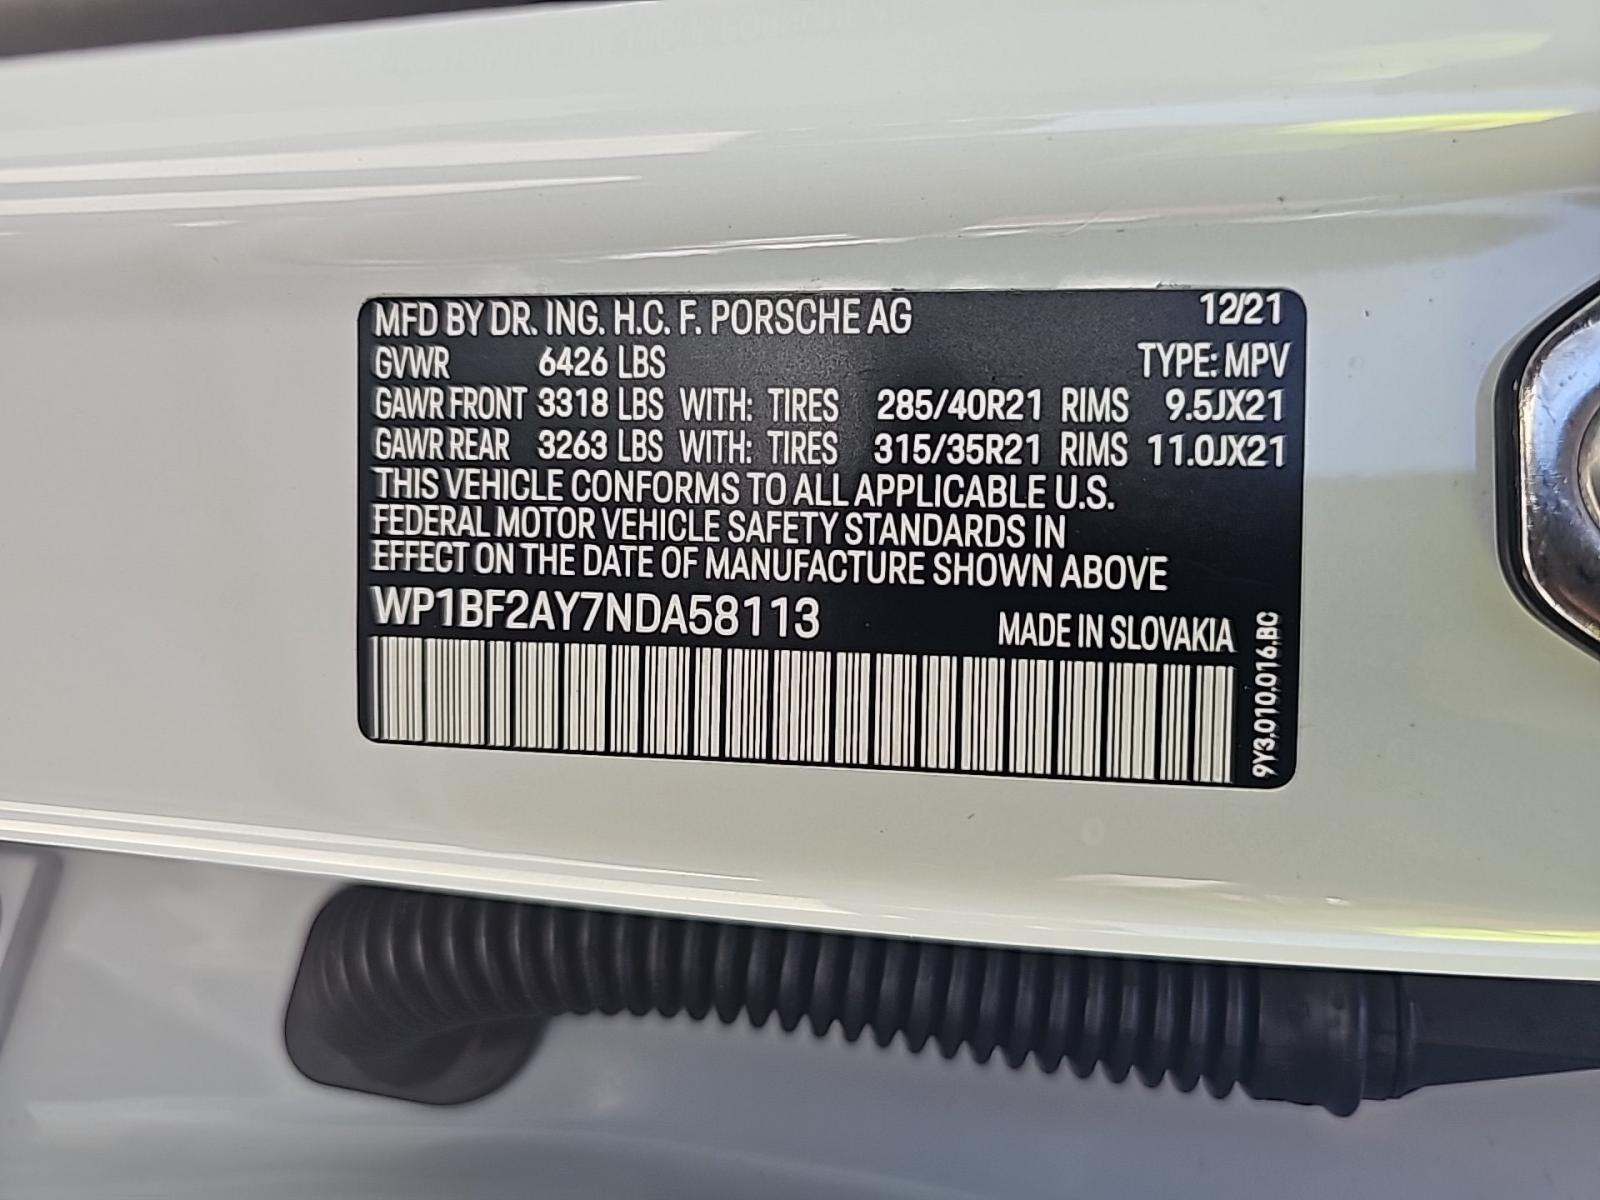 MFD BY DR. ING. H.C. F. PORSCHE AG 12/21
GVWR 6426 LBS TYPE: MPV
GAWR FRONT 3318 LBS WITH: TIRES 285/40R21 RIMS 9.5JX21
GAWR REAR 3263 LBS WITH: TIRES 315/35R21 RIMS 11.0JX21
THIS VEHICLE CONFORMS TO ALL APPLICABLE U.S.
FEDERAL MOTOR VEHICLE SAFETY STANDARDS IN
EFFECT ON THE DATE OF MANUFACTURE SHOWN ABOVE
WP1BF2AY7NDA58113
MADE IN SLOVAKIA
9Y3.010.016.BC